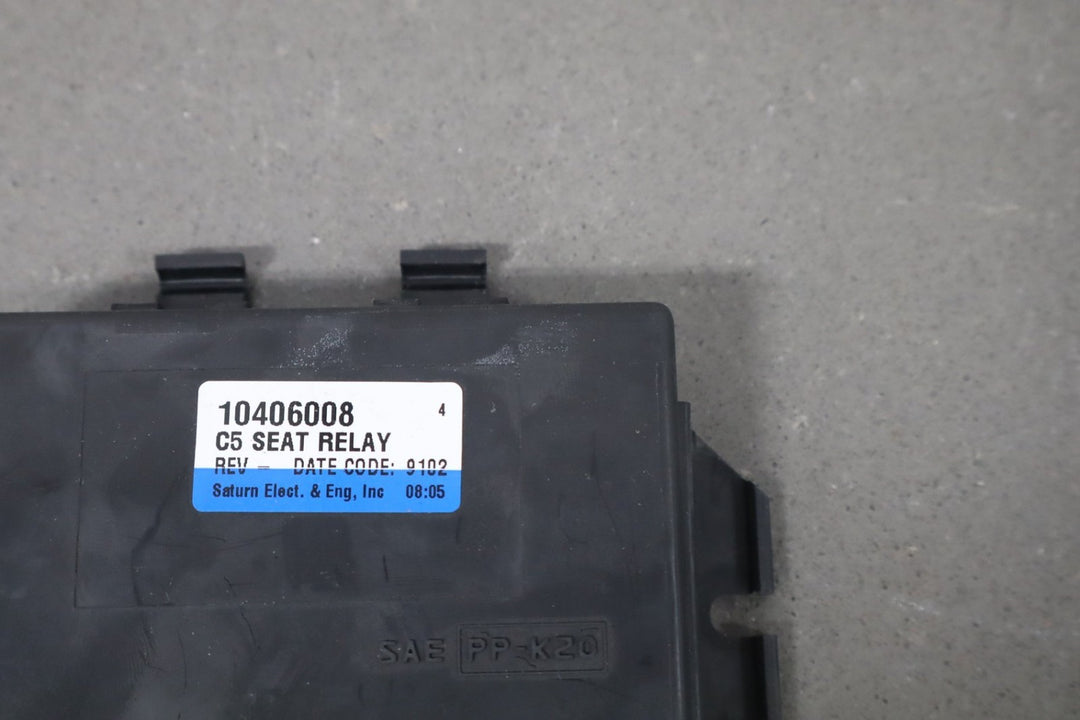 10406008 4
C5 SEAT RELAY
REV - DATE CODE: 9102
Saturn Elect. & Eng, Inc 08:05
SAE PP-K20